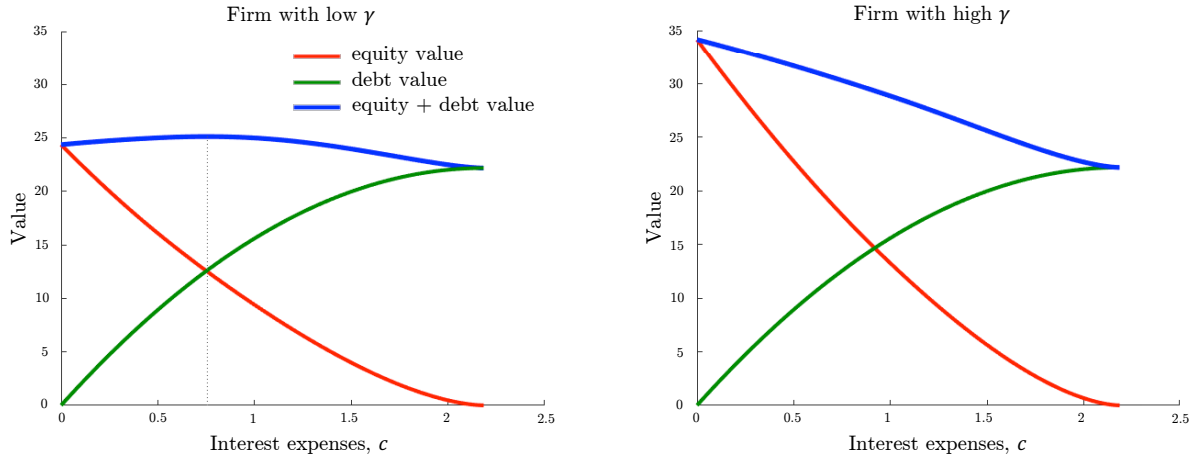 Firm with low γ
35
30
25
20
15
10
5
0
Value
equity value
debt value
equity + debt value
0 0.5 1 1.5 2 2.5
Interest expenses, c
Firm with high γ
35
30
25
20
15
10
5
0
Value
0 0.5 1 1.5 2 2.5
Interest expenses, c